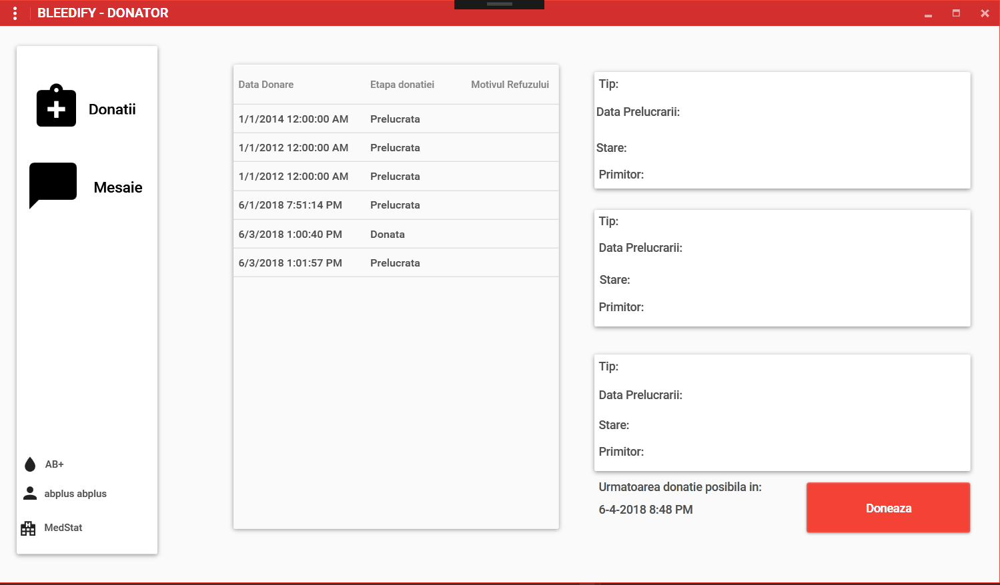 BLEEDIFY - DONATOR
Donatii
Mesaie
AB+
abplus abplus
MedStat
Data Donare Etapa donatiei Motivul Refuzului
1/1/2014 12:00:00 AM Prelucrata
1/1/2012 12:00:00 AM Prelucrata
1/1/2012 12:00:00 AM Prelucrata
6/1/2018 7:51:14 PM Prelucrata
6/3/2018 1:00:40 PM Donata
6/3/2018 1:01:57 PM Prelucrata
Tip:
Data Prelucrarii:
Stare:
Primitor:
Tip:
Data Prelucrarii:
Stare:
Primitor:
Tip:
Data Prelucrarii:
Stare:
Primitor:
Urmatoarea donatie posibila in:
6-4-2018 8:48 PM
Doneaza